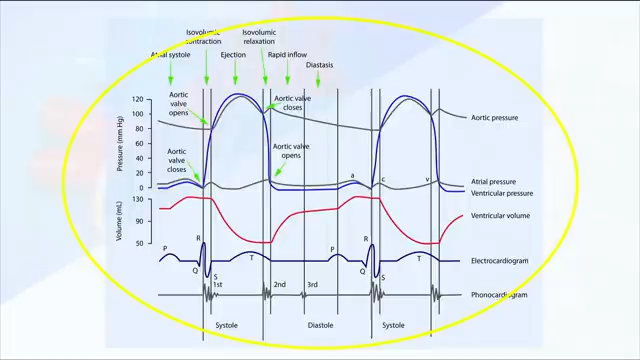 Isovolumic
contraction
Isovolumic
relaxation
Atrial systole
Ejection
Rapid inflow
Diastasis
Aortic
valve
opens
Aortic valve
closes
Aortic
valve
closes
Aortic valve
opens
Pressure (mm Hg)
120
100
80
60
40
20
0
Aortic pressure
a
c
v
Atrial pressure
Ventricular pressure
Volume (mL)
130
90
50
Ventricular volume
P
R
Q
S
T
P
R
Q
S
T
Electrocardiogram
1st
2nd
3rd
Phonocardiogram
Systole
Diastole
Systole